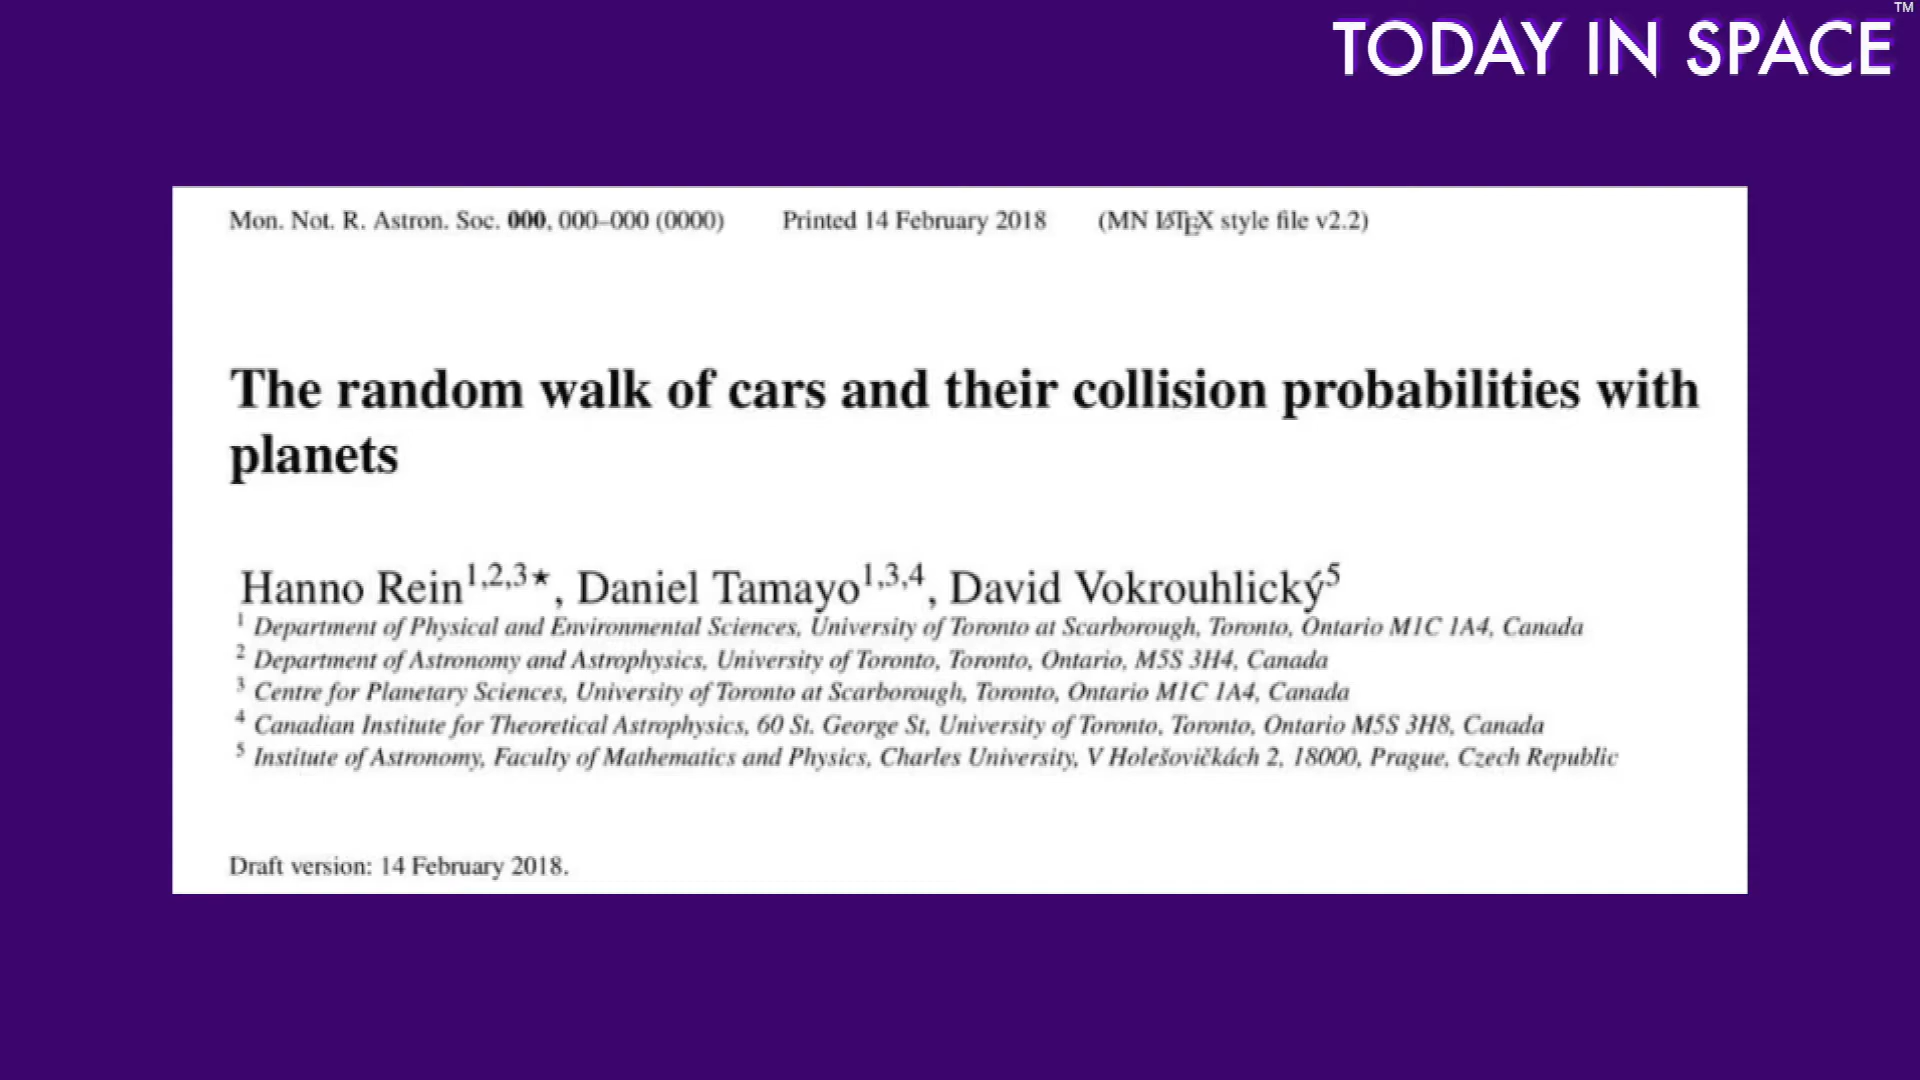 TODAY IN SPACE™
Mon. Not. R. Astron. Soc. 000, 000–000 (0000) Printed 14 February 2018 (MN LATEX style file v2.2)
The random walk of cars and their collision probabilities with
planets
Hanno Rein1,2,3★, Daniel Tamayo1,3,4, David Vokrouhlický5
1 Department of Physical and Environmental Sciences, University of Toronto at Scarborough, Toronto, Ontario M1C 1A4, Canada
2 Department of Astronomy and Astrophysics, University of Toronto, Toronto, Ontario, M5S 3H4, Canada
3 Centre for Planetary Sciences, University of Toronto at Scarborough, Toronto, Ontario M1C 1A4, Canada
4 Canadian Institute for Theoretical Astrophysics, 60 St. George St, University of Toronto, Toronto, Ontario M5S 3H8, Canada
5 Institute of Astronomy, Faculty of Mathematics and Physics, Charles University, V Holešovičkách 2, 18000, Prague, Czech Republic
Draft version: 14 February 2018.